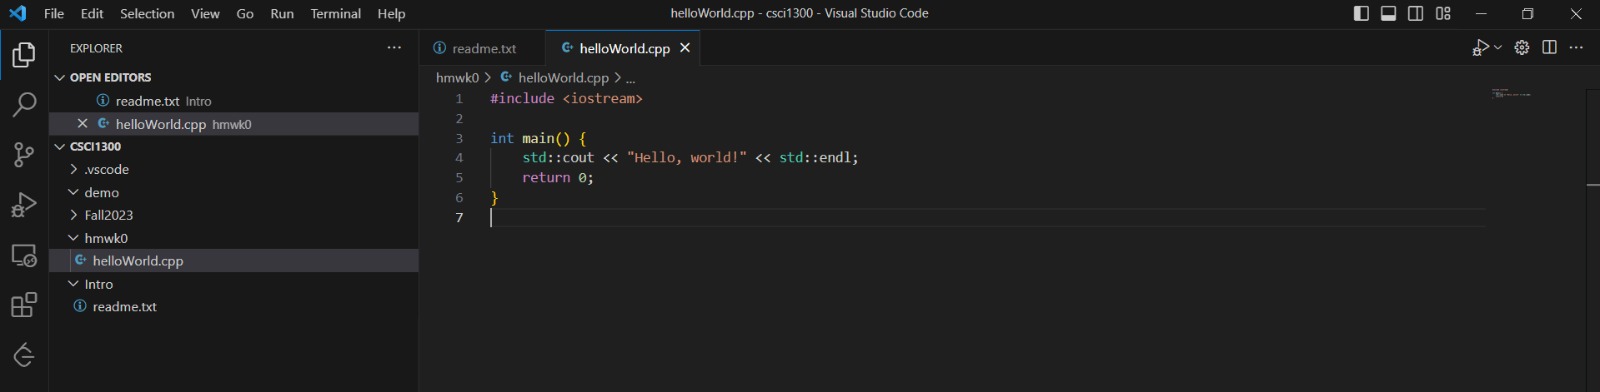 File Edit Selection View Go Run Terminal Help helloWorld.cpp - csci1300 - Visual Studio Code
EXPLORER
OPEN EDITORS
readme.txt Intro
helloWorld.cpp hmwk0
CSCI1300
.vscode
demo
Fall2023
hmwk0
helloWorld.cpp
Intro
readme.txt
readme.txt helloWorld.cpp
hmwk0 > helloWorld.cpp > ...
1 #include <iostream>
2
3 int main() {
4 std::cout << "Hello, world!" << std::endl;
5 return 0;
6 }
7